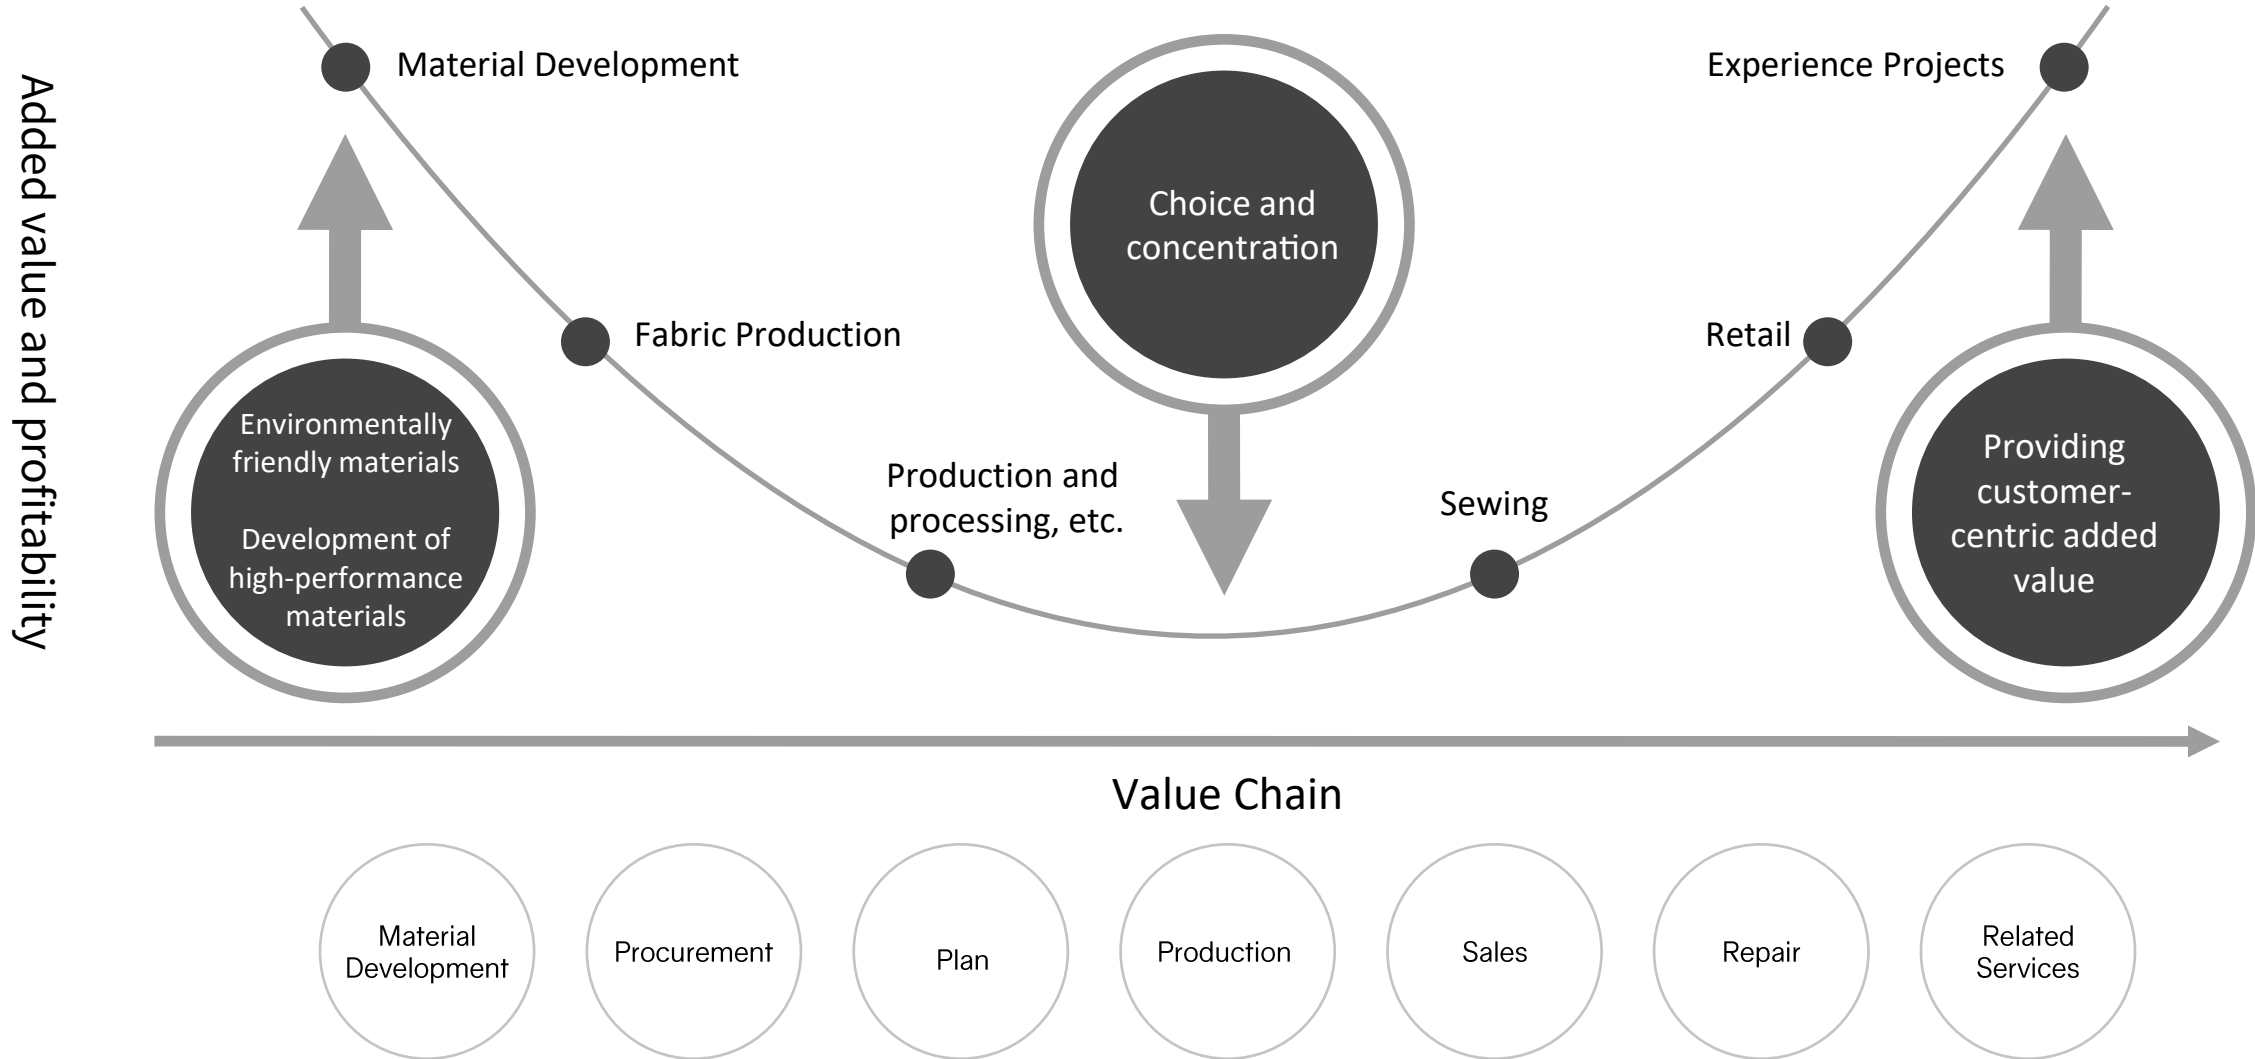 Added value and profitability
Material Development
Experience Projects
Choice and
concentration
Fabric Production
Retail
Environmentally
friendly materials
Development of
high-performance
materials
Production and
processing, etc.
Sewing
Providing
customer-
centric added
value
Value Chain
Material
Development
Procurement
Plan
Production
Sales
Repair
Related
Services